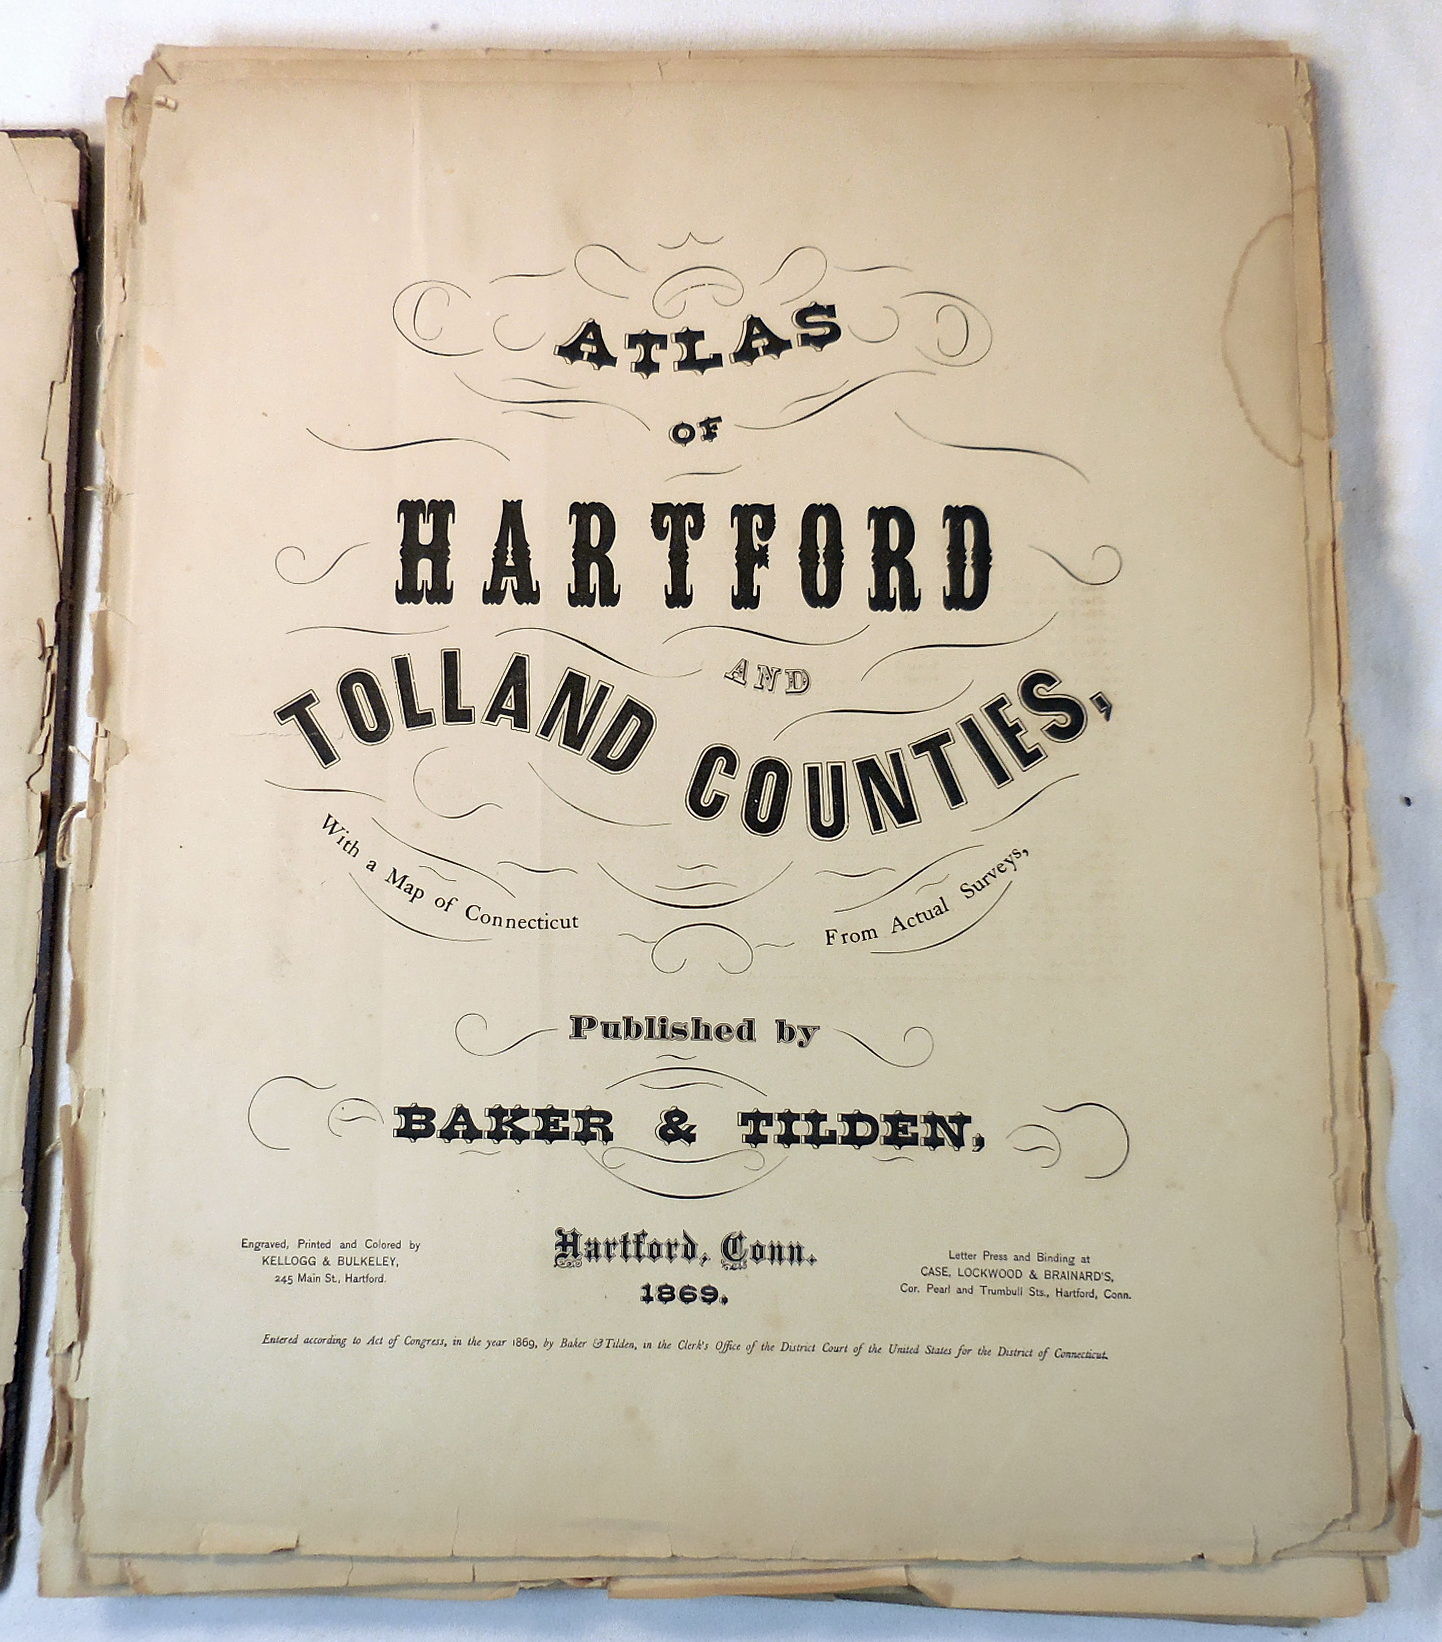 ATLAS
OF
HARTFORD
AND
TOLLAND COUNTIES,
With a Map of Connecticut From Actual Surveys,
Published by
BAKER & TILDEN,
Hartford, Conn.
1869.
Engraved, Printed and Colored by
KELLOGG & BULKELEY,
245 Main St., Hartford.
Letter Press and Binding at
CASE, LOCKWOOD & BRAINARD'S,
Cor. Pearl and Trumbull Sts., Hartford, Conn.
Entered according to Act of Congress, in the year 1869, by Baker & Tilden, in the Clerk's Office of the District Court of the United States for the District of Connecticut.